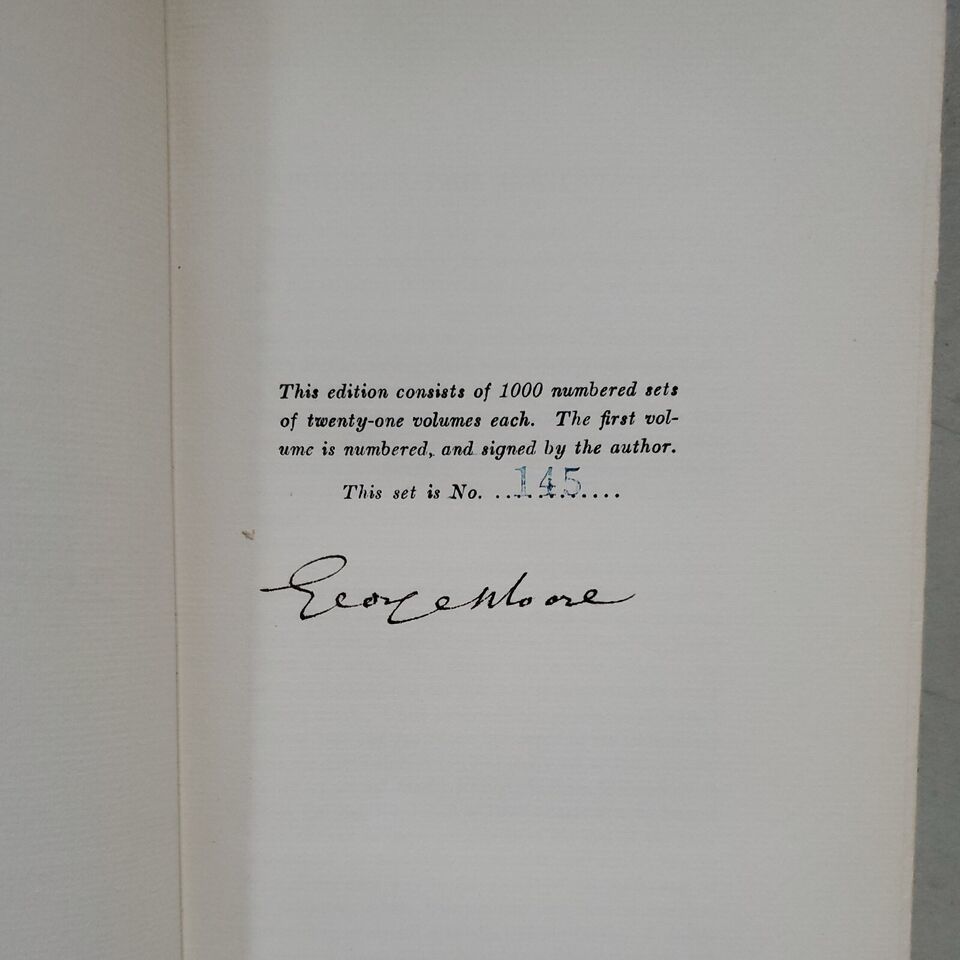 This edition consists of 1000 numbered sets
of twenty-one volumes each. The first vol-
ume is numbered, and signed by the author.
This set is No. ..145............
George Moore